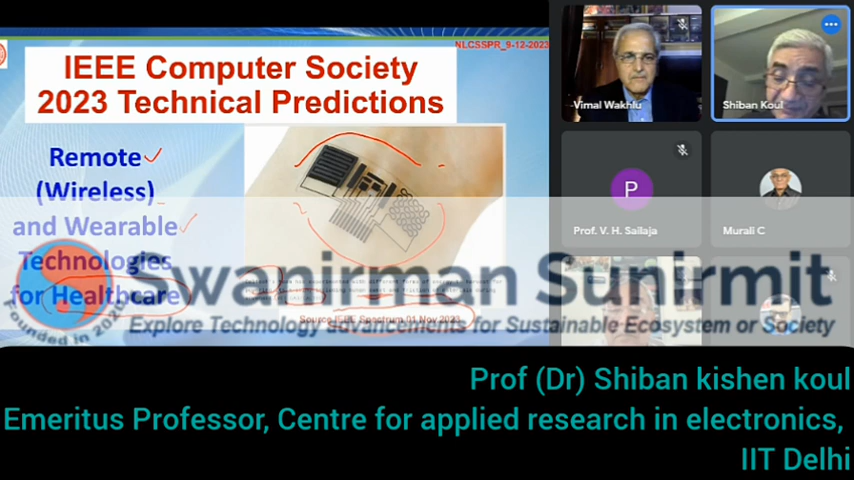 NLCSSPR_9-12-2023
IEEE Computer Society
2023 Technical Predictions
Remote
(Wireless)
and Wearable
Technologies
for Healthcare
Source IEEE Spectrum 01 Nov 2023
Vimal Wakhlu
Shiban Koul
P
Prof. V. H. Sailaja
Murali C
Swanirman Sunirmit
Explore Technology advancements for Sustainable Ecosystem or Society
Prof (Dr) Shiban kishen koul
Emeritus Professor, Centre for applied research in electronics,
IIT Delhi